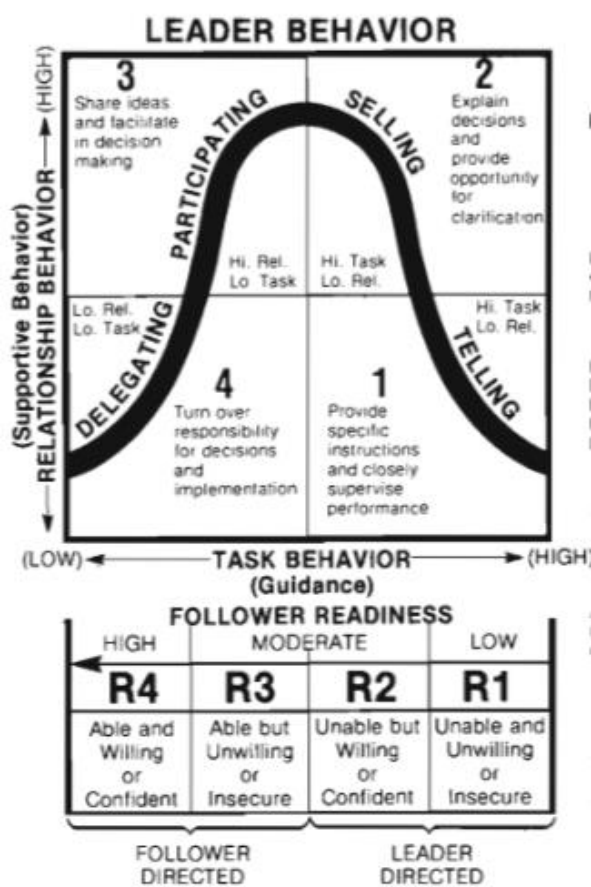 LEADER BEHAVIOR
3
Share ideas
and facilitate
in decision
making
PARTICIPATING
SELLING
2
Explain
decisions
and
provide
opportunity
for
clarification
Hi. Rel.
Lo Task
Hi. Task
Lo. Rel.
Lo. Rel.
Lo. Task
DELEGATING
4
Turn over
responsibility
for decisions
and
implementation
1
Provide
specific
instructions
and closely
supervise
performance
Hi. Task
Lo. Rel.
TELLING
(HIGH)
RELATIONSHIP BEHAVIOR
(Supportive Behavior)
(LOW)
TASK BEHAVIOR
(HIGH)
(Guidance)
FOLLOWER READINESS
HIGH
MODERATE
LOW
R4
R3
R2
R1
Able and
Willing
or
Confident
Able but
Unwilling
or
Insecure
Unable but
Willing
or
Confident
Unable and
Unwilling
or
Insecure
FOLLOWER
DIRECTED
LEADER
DIRECTED